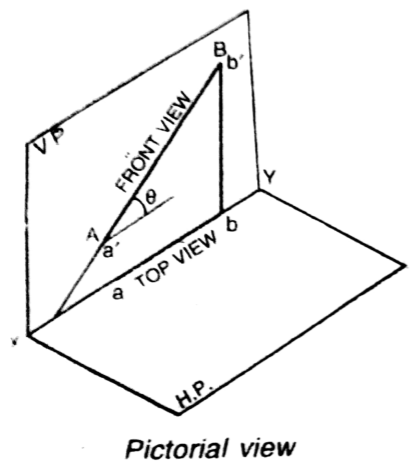 B
b'
V.P.
FRONT VIEW
θ
A
a'
Y
b
a
TOP VIEW
x
H.P.
Pictorial view